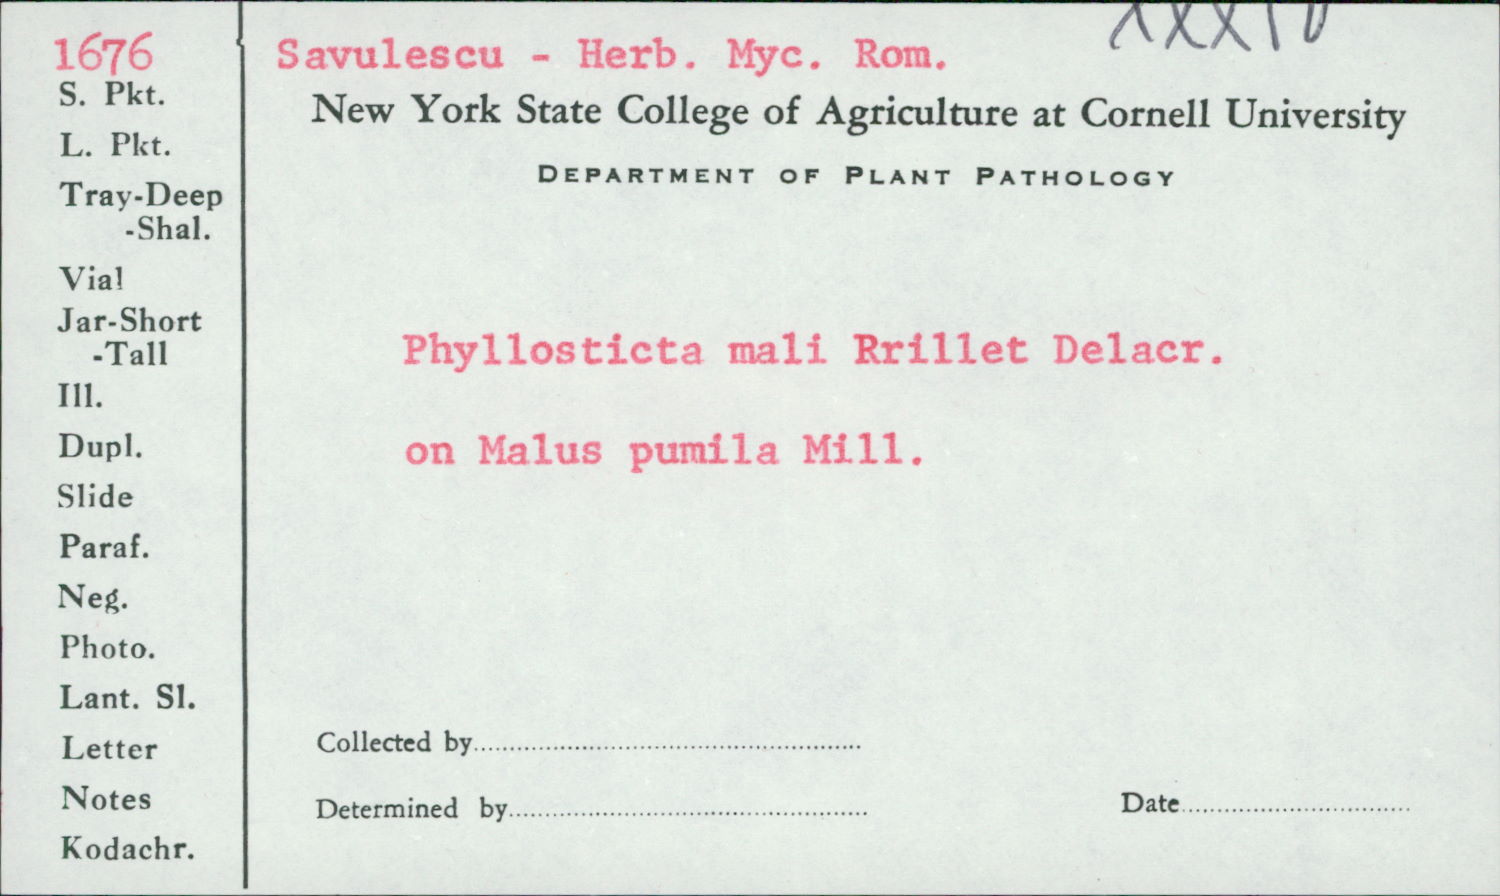 XXXIV
1676
Savulescu - Herb. Myc. Rom.
New York State College of Agriculture at Cornell University
DEPARTMENT OF PLANT PATHOLOGY
S. Pkt.
L. Pkt.
Tray-Deep
-Shal.
Vial
Jar-Short
-Tall
Ill.
Dupl.
Slide
Paraf.
Neg.
Photo.
Lant. Sl.
Letter
Notes
Kodachr.
Phyllosticta mali Rrillet Delacr.
on Malus pumila Mill.
Collected by
Determined by
Date